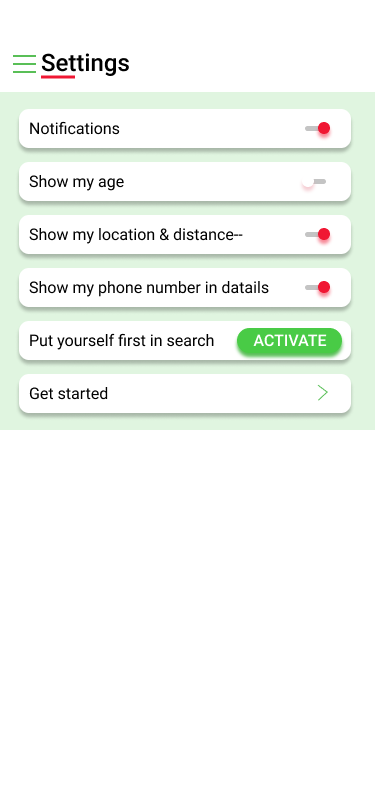 Settings
Notifications
Show my age
Show my location & distance--
Show my phone number in datails
Put yourself first in search ACTIVATE
Get started